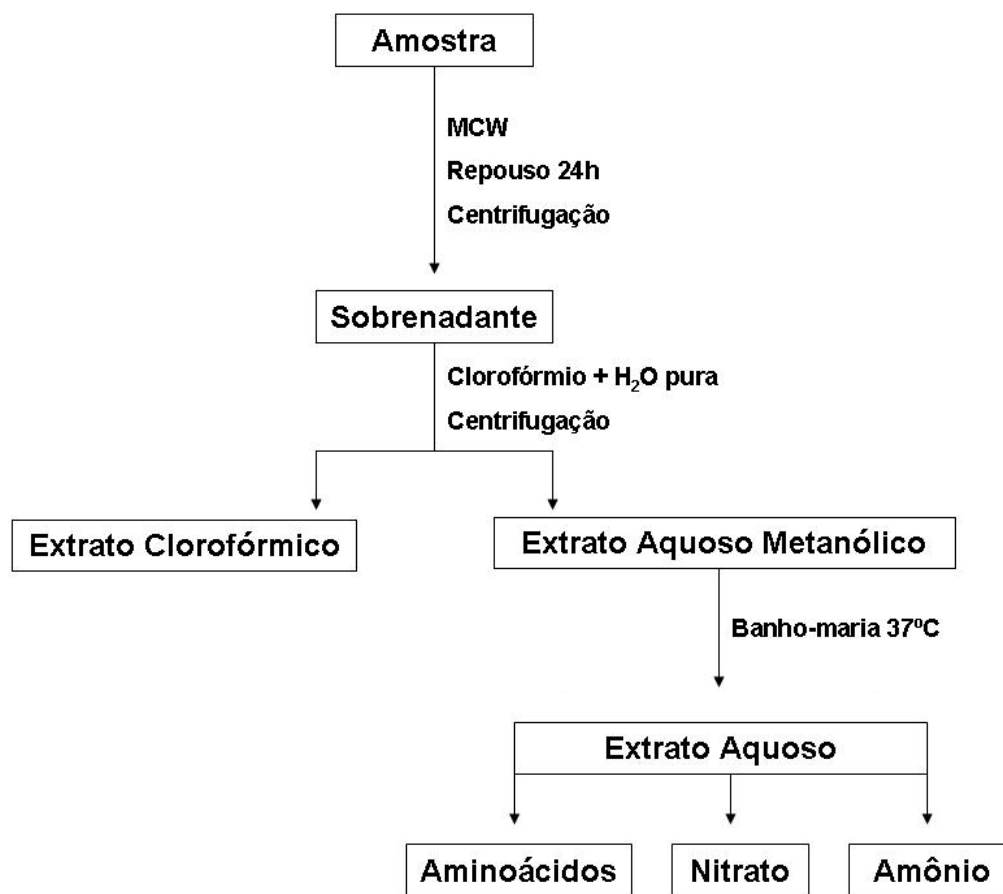 Amostra
MCW
Repouso 24h
Centrifugação
Sobrenadante
Clorofórmio + H₂O pura
Centrifugação
Extrato Clorofórmico
Extrato Aquoso Metanólico
Banho-maria 37ºC
Extrato Aquoso
Aminoácidos
Nitrato
Amônio